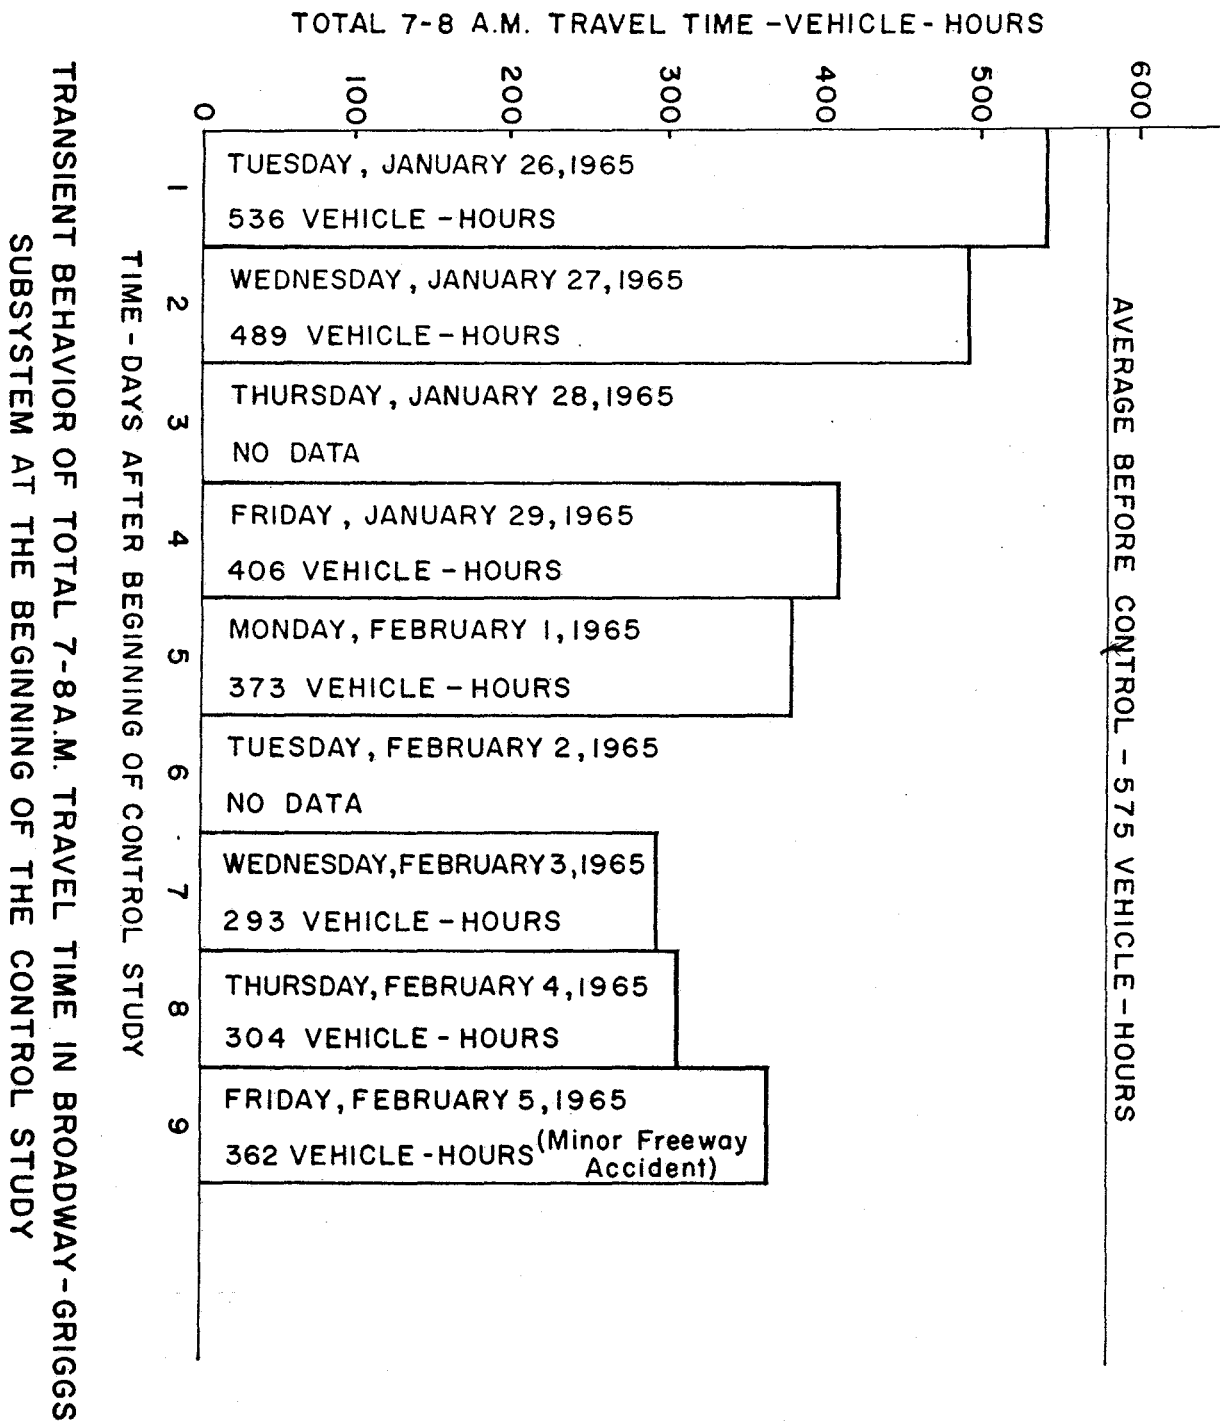 TOTAL 7-8 A.M. TRAVEL TIME -VEHICLE-HOURS
0
100
200
300
400
500
600
TUESDAY, JANUARY 26, 1965
536 VEHICLE-HOURS
WEDNESDAY, JANUARY 27, 1965
489 VEHICLE-HOURS
THURSDAY, JANUARY 28, 1965
NO DATA
FRIDAY, JANUARY 29, 1965
406 VEHICLE-HOURS
MONDAY, FEBRUARY 1, 1965
373 VEHICLE-HOURS
TUESDAY, FEBRUARY 2, 1965
NO DATA
WEDNESDAY, FEBRUARY 3, 1965
293 VEHICLE-HOURS
THURSDAY, FEBRUARY 4, 1965
304 VEHICLE-HOURS
FRIDAY, FEBRUARY 5, 1965
362 VEHICLE-HOURS (Minor Freeway
Accident)
AVERAGE BEFORE CONTROL - 575 VEHICLE-HOURS
1
2
3
4
5
6
7
8
9
TIME-DAYS AFTER BEGINNING OF CONTROL STUDY
TRANSIENT BEHAVIOR OF TOTAL 7-8 A.M. TRAVEL TIME IN BROADWAY-GRIGGS
SUBSYSTEM AT THE BEGINNING OF THE CONTROL STUDY